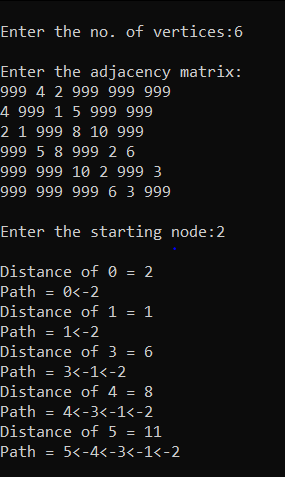 Enter the no. of vertices:6
Enter the adjacency matrix:
999 4 2 999 999 999
4 999 1 5 999 999
2 1 999 8 10 999
999 5 8 999 2 6
999 999 10 2 999 3
999 999 999 6 3 999
Enter the starting node:2
Distance of 0 = 2
Path = 0<-2
Distance of 1 = 1
Path = 1<-2
Distance of 3 = 6
Path = 3<-1<-2
Distance of 4 = 8
Path = 4<-3<-1<-2
Distance of 5 = 11
Path = 5<-4<-3<-1<-2